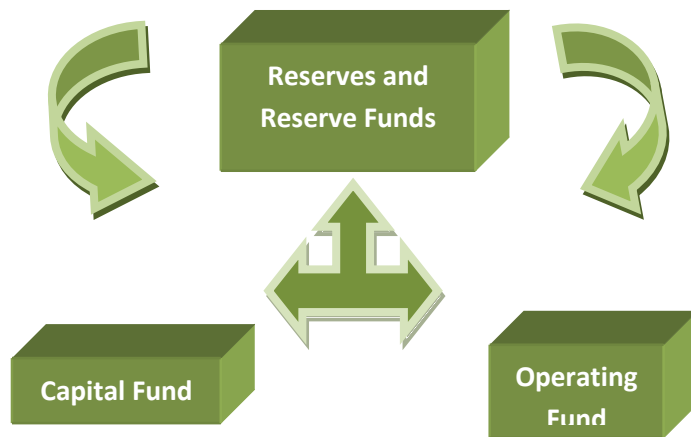 Reserves and
Reserve Funds
Capital Fund
Operating
Fund